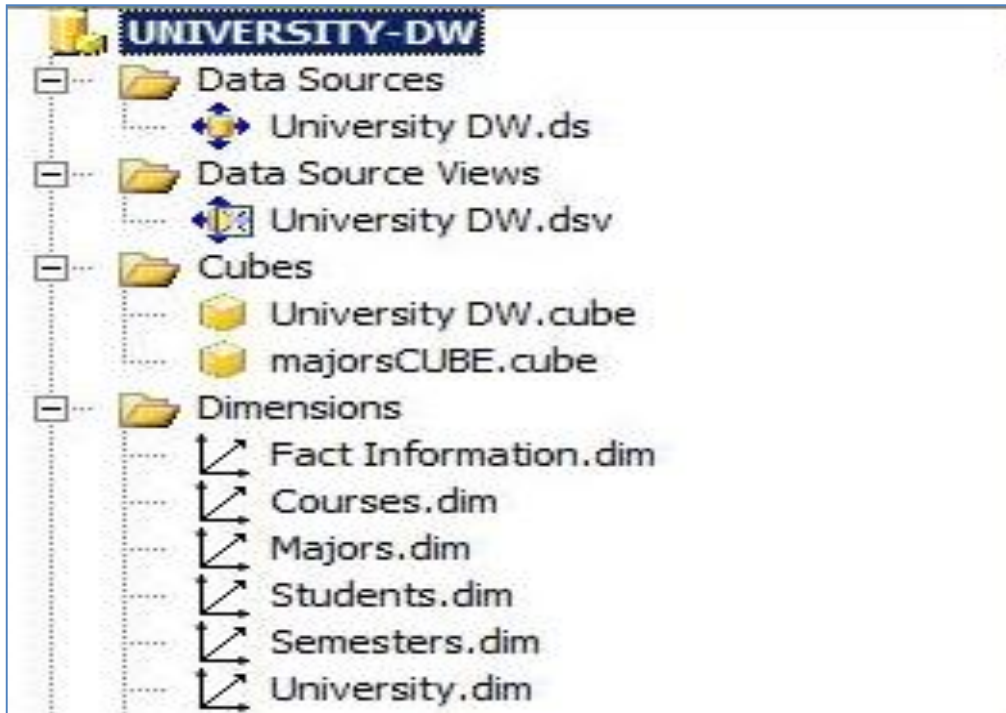 UNIVERSITY-DW
Data Sources
University DW.ds
Data Source Views
University DW.dsv
Cubes
University DW.cube
majorsCUBE.cube
Dimensions
Fact Information.dim
Courses.dim
Majors.dim
Students.dim
Semesters.dim
University.dim